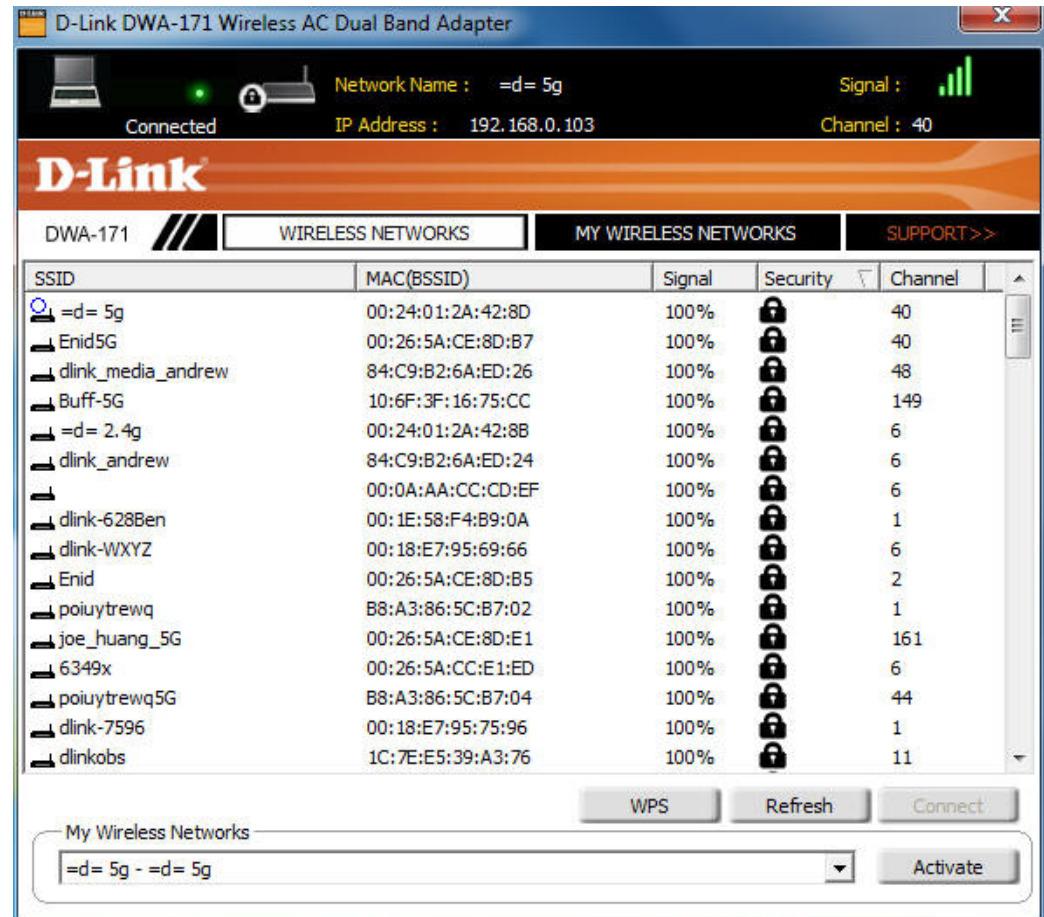 D-Link DWA-171 Wireless AC Dual Band Adapter
Network Name : =d= 5g Signal :
Connected IP Address : 192.168.0.103 Channel : 40
D-Link
DWA-171 WIRELESS NETWORKS MY WIRELESS NETWORKS SUPPORT>>
SSID MAC(BSSID) Signal Security Channel
=d= 5g 00:24:01:2A:42:8D 100% 40
Enid5G 00:26:5A:CE:8D:B7 100% 40
dlink_media_andrew 84:C9:B2:6A:ED:26 100% 48
Buff-5G 10:6F:3F:16:75:CC 100% 149
=d= 2.4g 00:24:01:2A:42:8B 100% 6
dlink_andrew 84:C9:B2:6A:ED:24 100% 6
00:0A:AA:CC:CD:EF 100% 6
dlink-628Ben 00:1E:58:F4:B9:0A 100% 1
dlink-WXYZ 00:18:E7:95:69:66 100% 6
Enid 00:26:5A:CE:8D:B5 100% 2
poiuytrewq B8:A3:86:5C:B7:02 100% 1
joe_huang_5G 00:26:5A:CE:8D:E1 100% 161
6349x 00:26:5A:CC:E1:ED 100% 6
poiuytrewq5G B8:A3:86:5C:B7:04 100% 44
dlink-7596 00:18:E7:95:75:96 100% 1
dlinkobs 1C:7E:E5:39:A3:76 100% 11
WPS Refresh Connect
My Wireless Networks
=d= 5g - =d= 5g Activate